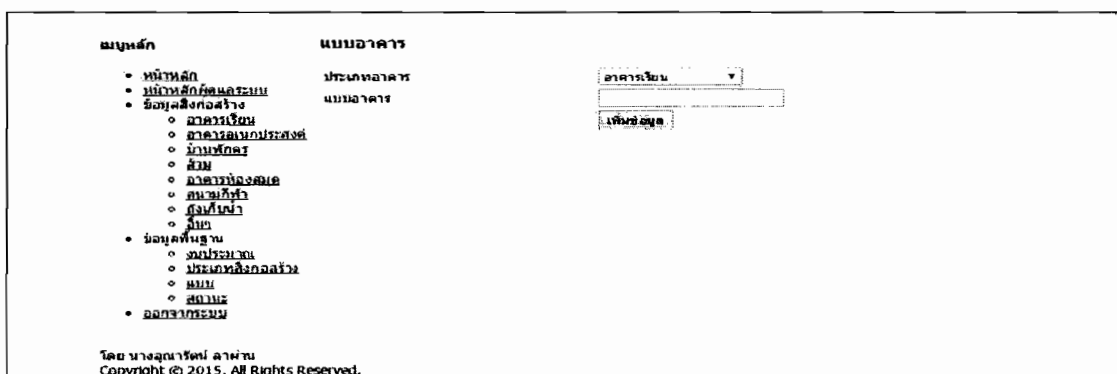 เมนูหลัก
หน้าหลัก
หน้าหลักผู้ดูแลระบบ
ข้อมูลสิ่งก่อสร้าง
อาคารเรียน
อาคารอเนกประสงค์
บ้านพักครู
ส้วม
อาคารห้องสมุด
สนามกีฬา
ถังเก็บน้ำ
อื่นๆ
ข้อมูลพื้นฐาน
งบประมาณ
ประเภทสิ่งก่อสร้าง
แบบ
สถานะ
ออกจากระบบ
แบบอาคาร
ประเภทอาคาร
อาคารเรียน
แบบอาคาร
เพิ่มข้อมูล
โดย นางอุณารัตน์ ลาผ่าน
Copyright © 2015. All Rights Reserved.